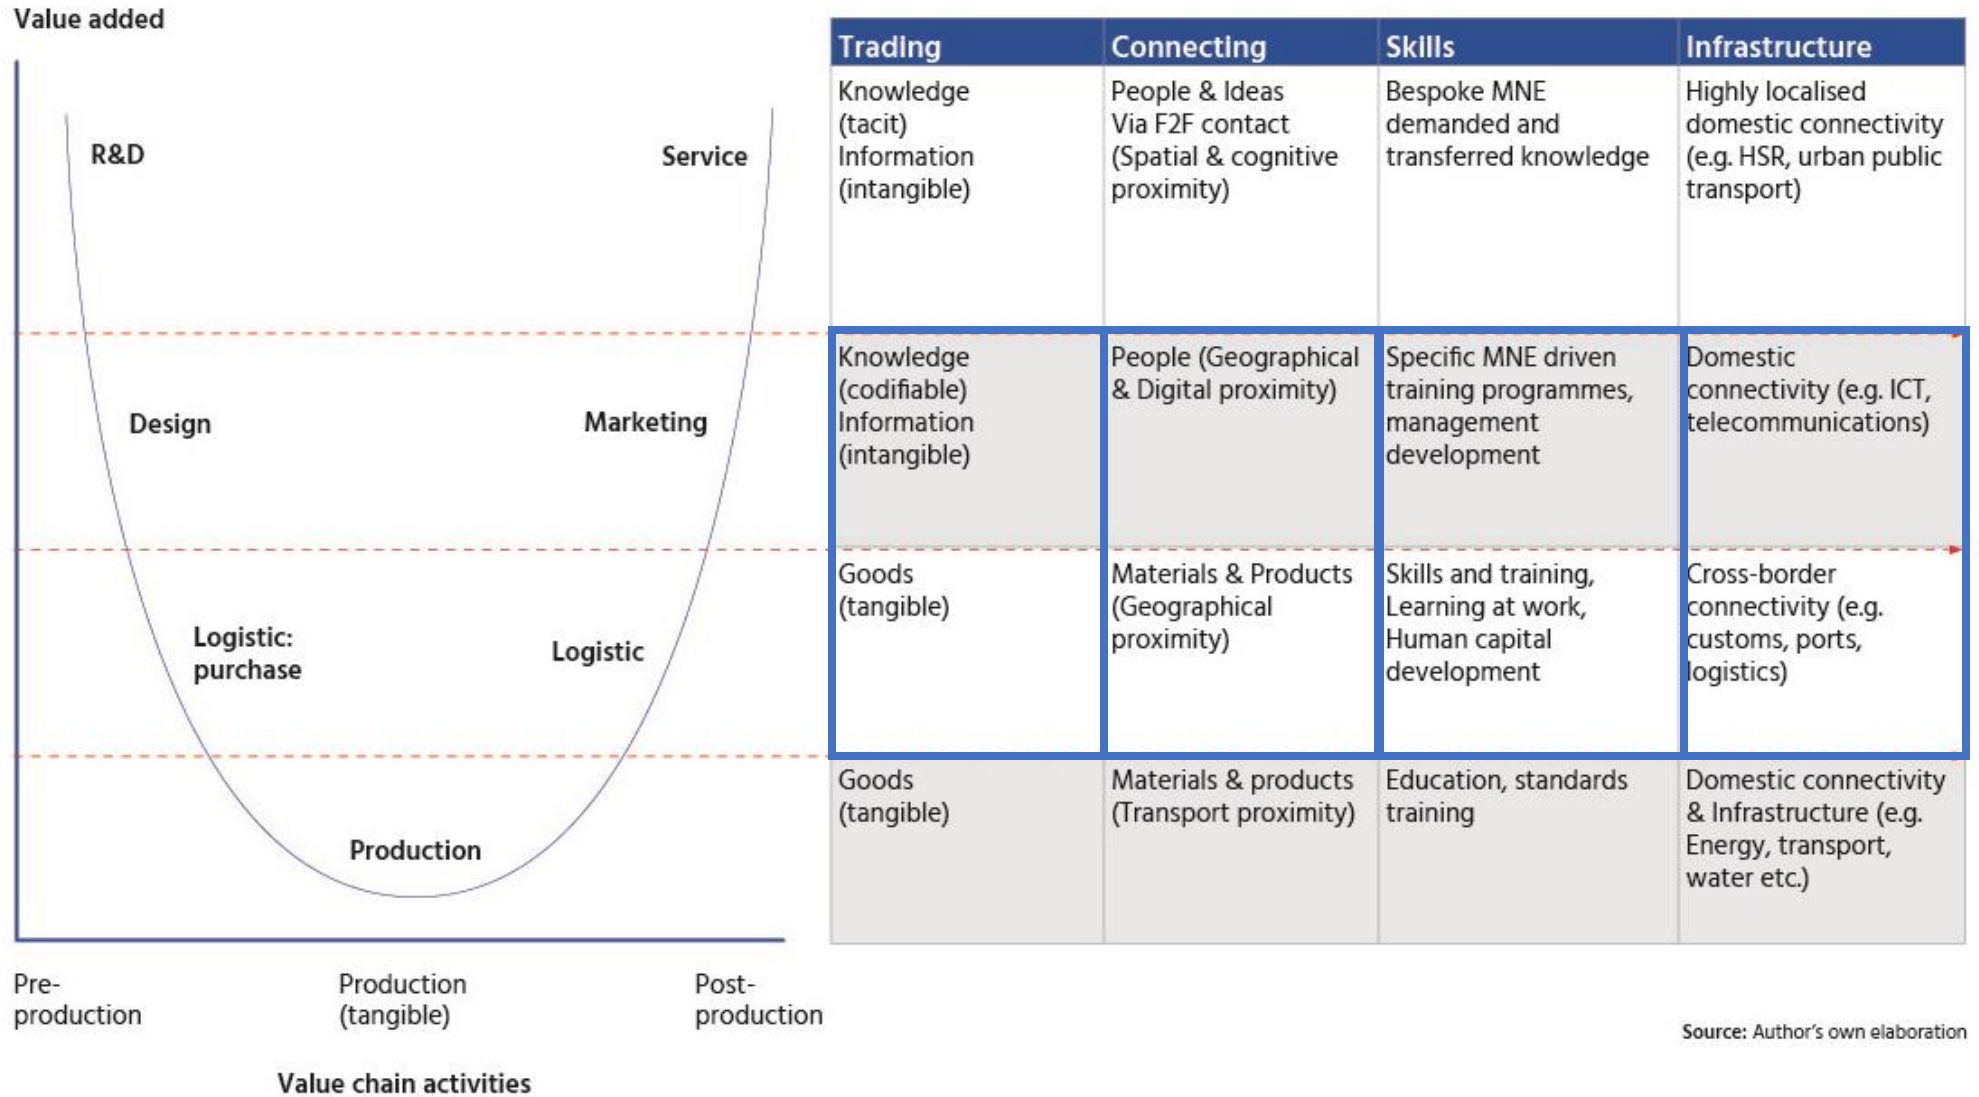 Value added
R&D
Service
Design
Marketing
Logistic:
purchase
Logistic
Production
Pre-
production
Production
(tangible)
Post-
production
Value chain activities
Trading
Connecting
Skills
Infrastructure
Knowledge
(tacit)
Information
(intangible)
People & Ideas
Via F2F contact
(Spatial & cognitive
proximity)
Bespoke MNE
demanded and
transferred knowledge
Highly localised
domestic connectivity
(e.g. HSR, urban public
transport)
Knowledge
(codifiable)
Information
(intangible)
People (Geographical
& Digital proximity)
Specific MNE driven
training programmes,
management
development
Domestic
connectivity (e.g. ICT,
telecommunications)
Goods
(tangible)
Materials & Products
(Geographical
proximity)
Skills and training,
Learning at work,
Human capital
development
Cross-border
connectivity (e.g.
customs, ports,
logistics)
Goods
(tangible)
Materials & products
(Transport proximity)
Education, standards
training
Domestic connectivity
& Infrastructure (e.g.
Energy, transport,
water etc.)
Source: Author's own elaboration